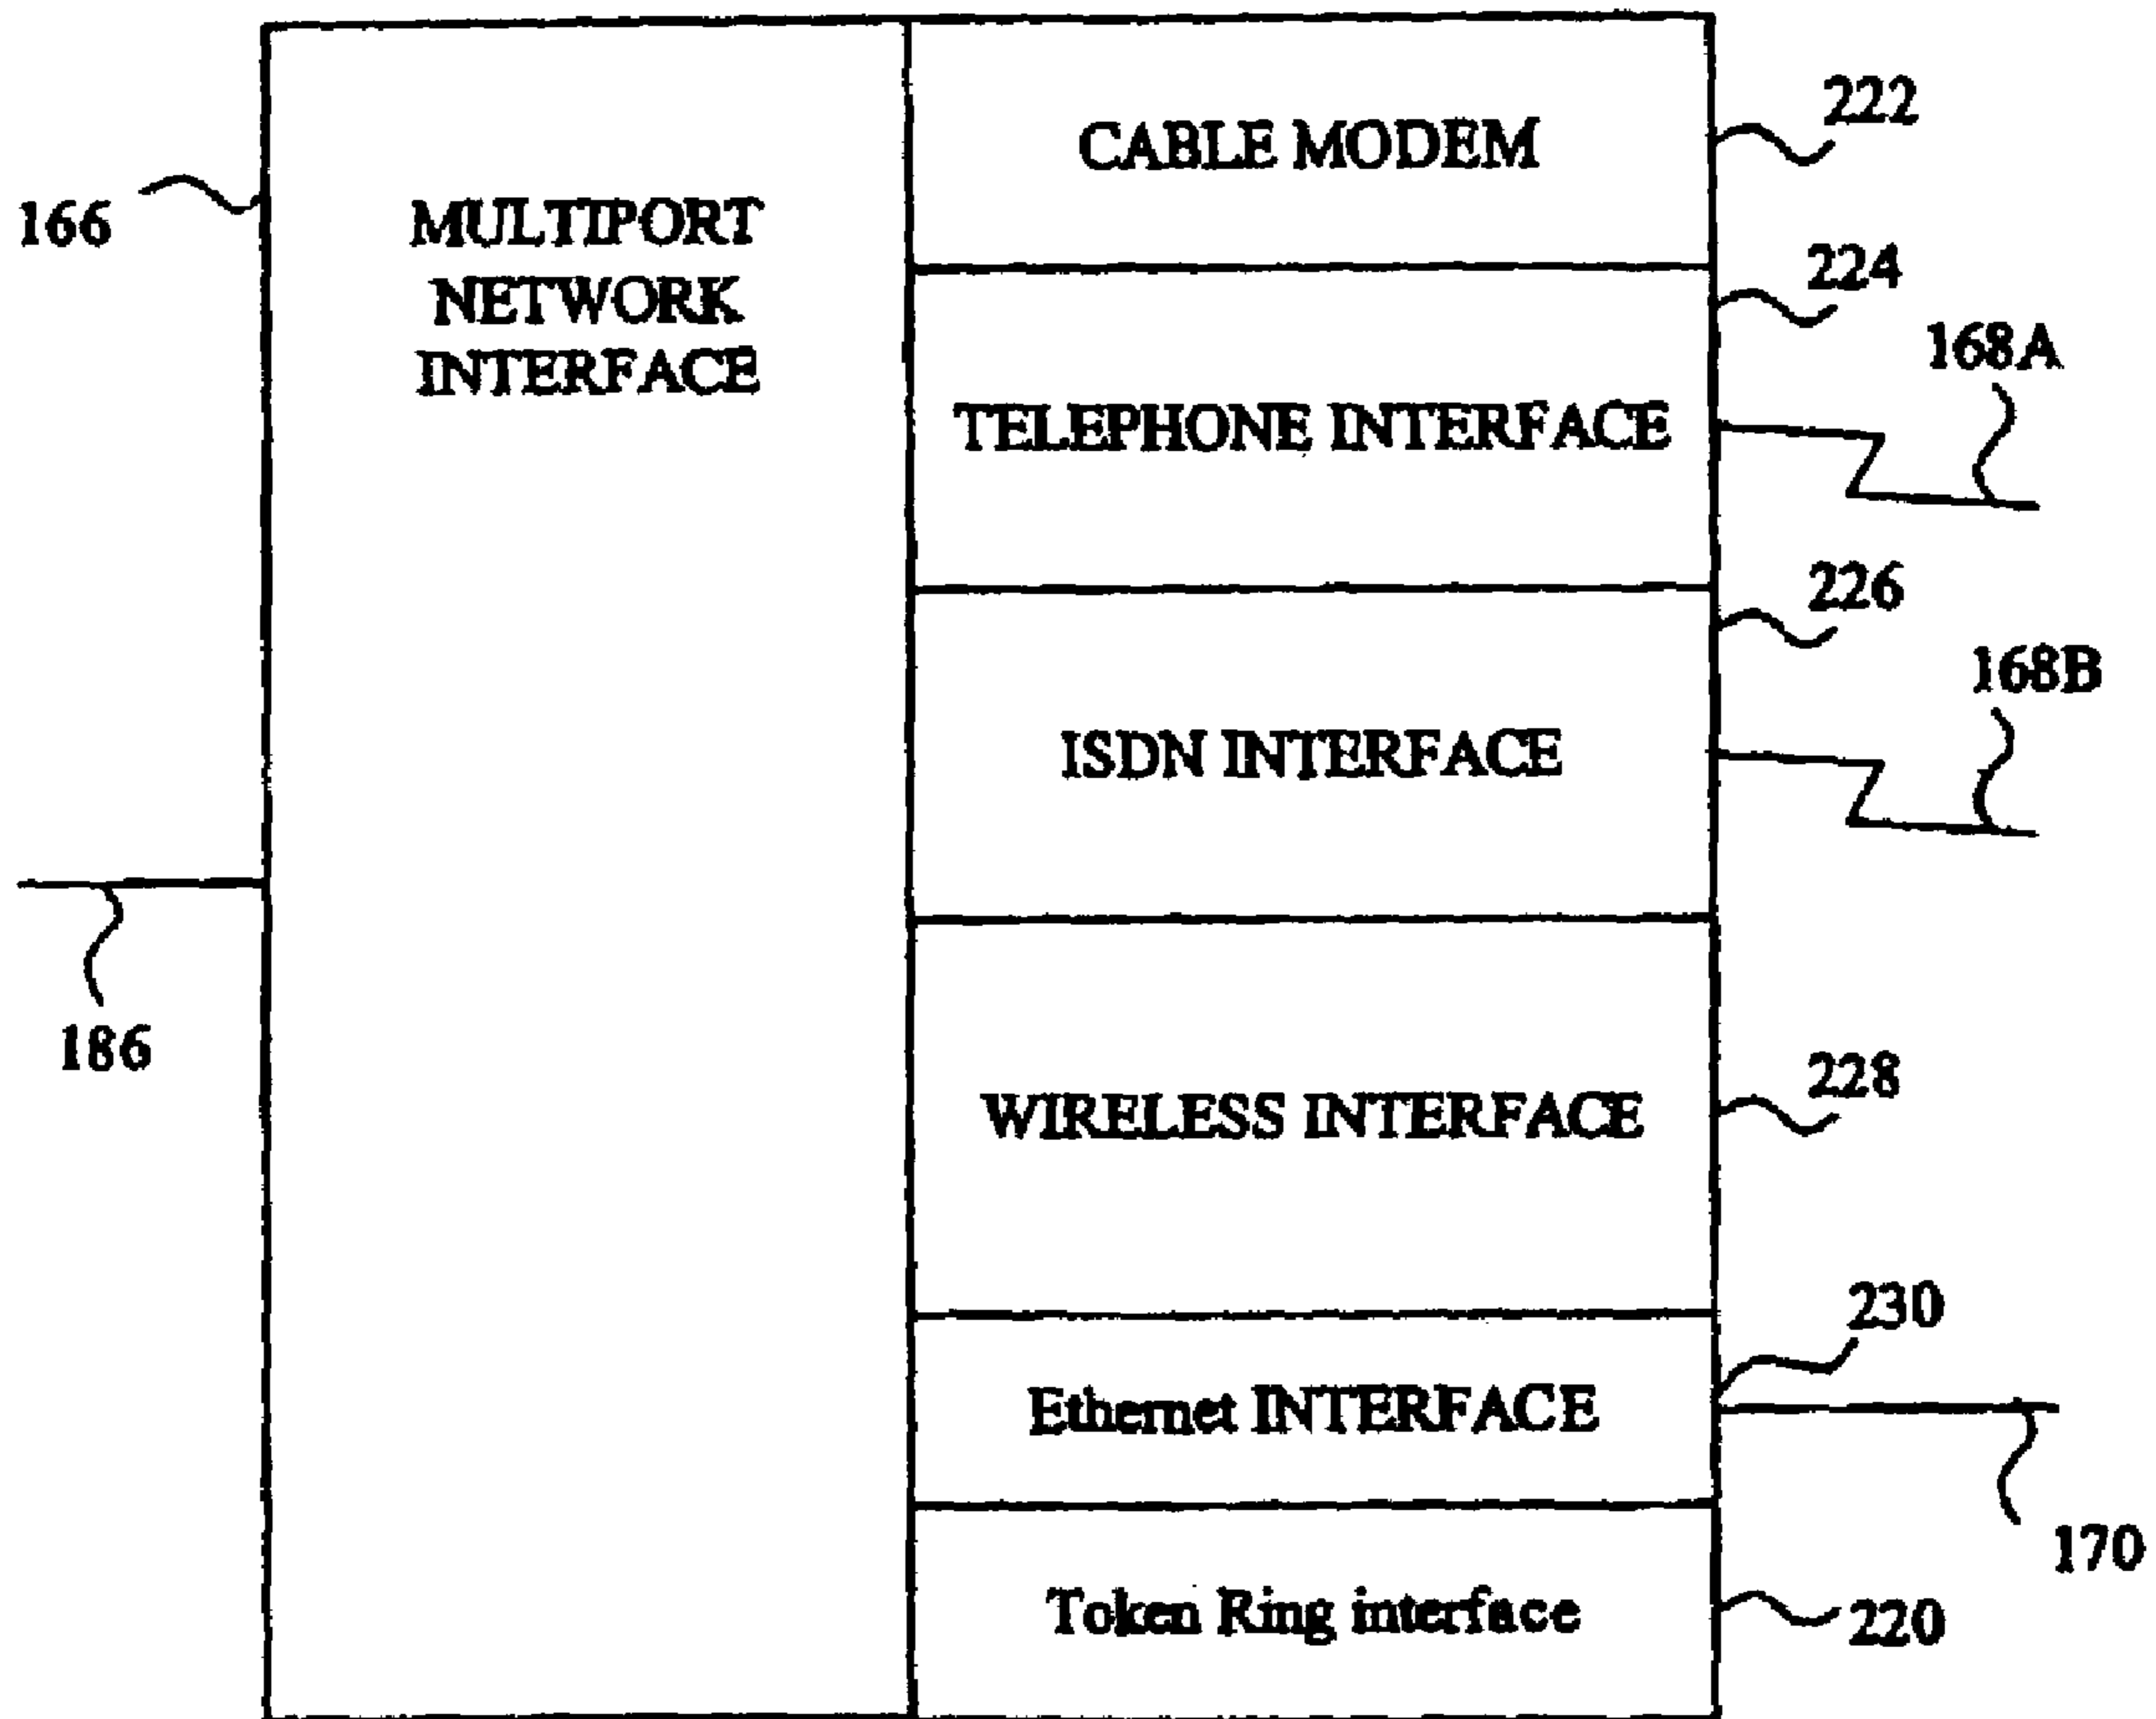 222
CABLE MODEM
166
MULTIPORT
NETWORK
INTERFACE
224
168A
TELEPHONE INTERFACE
226
168B
ISDN INTERFACE
186
228
WIRELESS INTERFACE
230
Ethernet INTERFACE
170
Token Ring interface
220